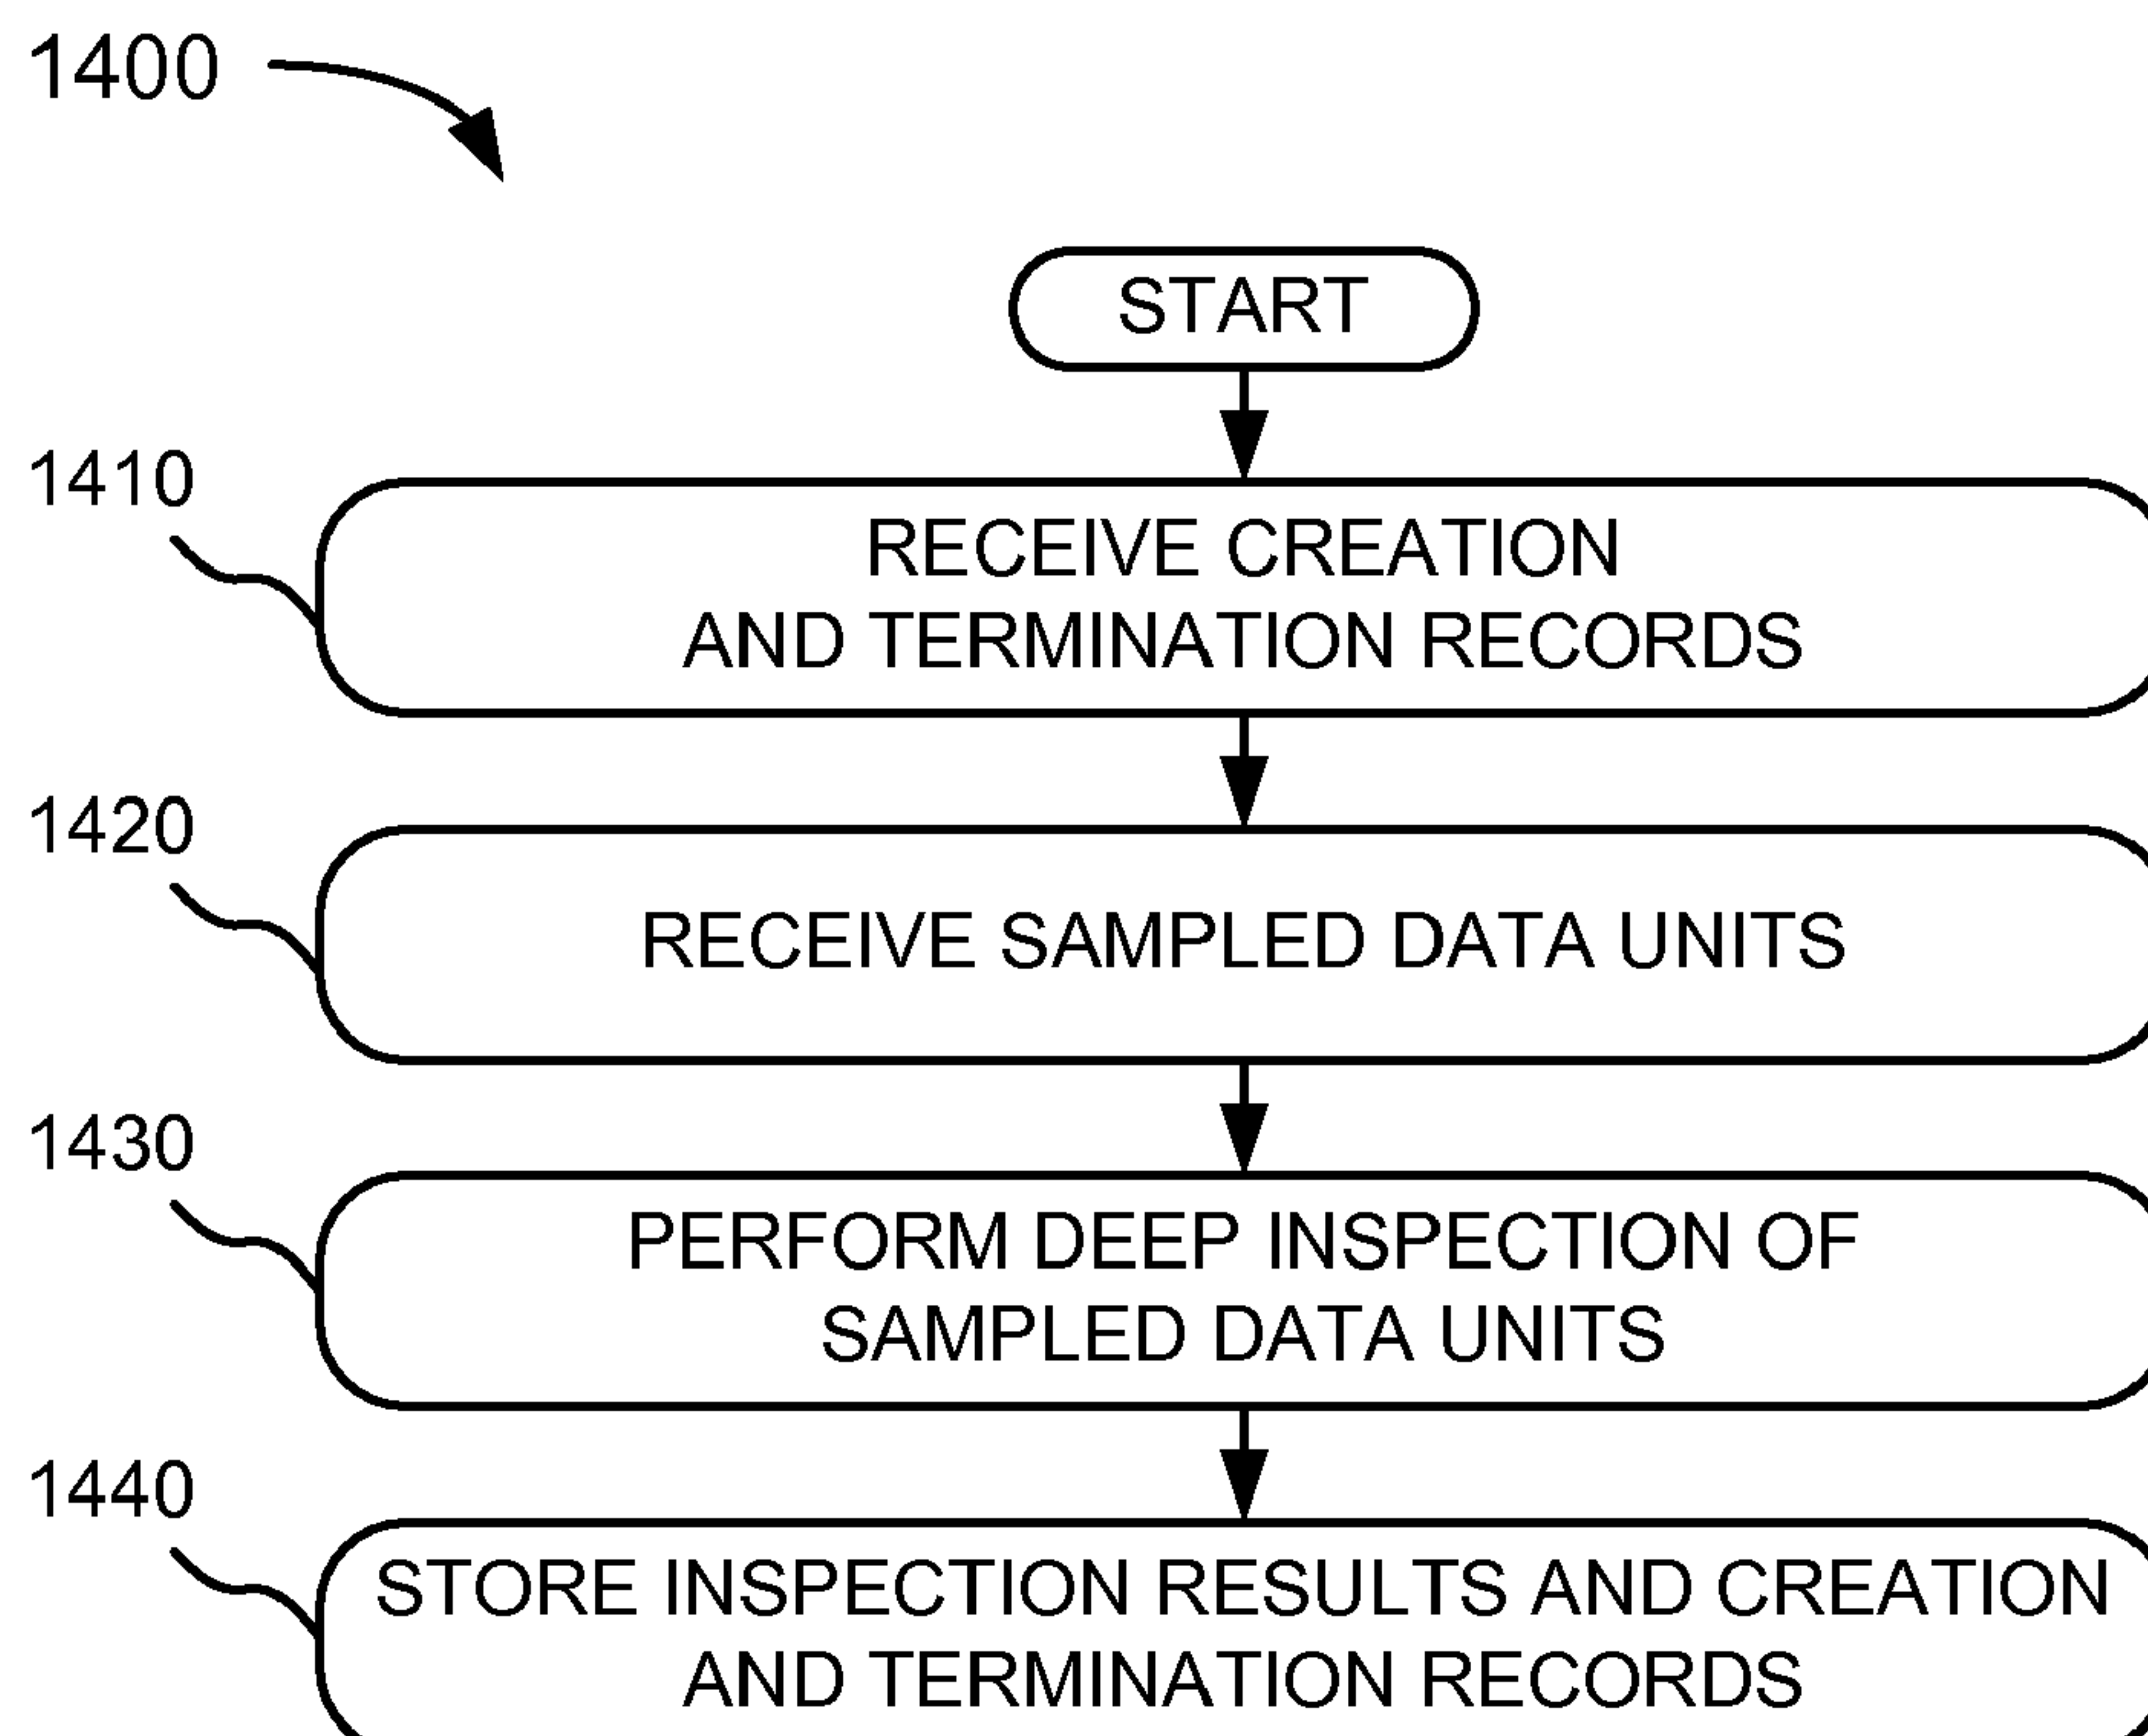 1400
START
1410
RECEIVE CREATION
AND TERMINATION RECORDS
1420
RECEIVE SAMPLED DATA UNITS
1430
PERFORM DEEP INSPECTION OF
SAMPLED DATA UNITS
1440
STORE INSPECTION RESULTS AND CREATION
AND TERMINATION RECORDS